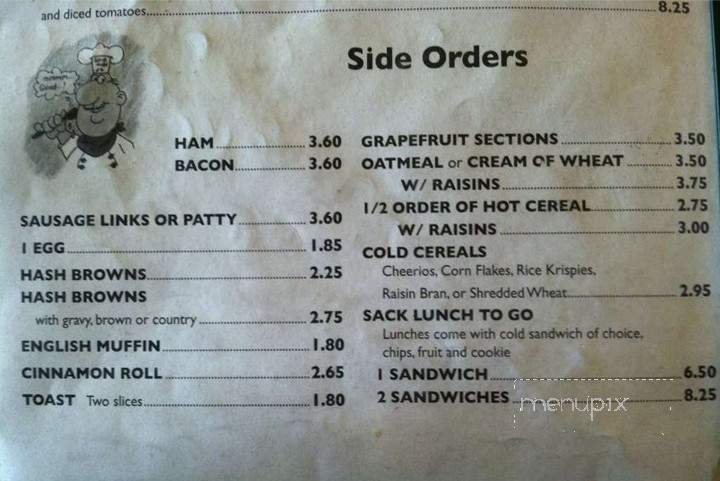 and diced tomatoes 8.25
Side Orders
HAM 3.60
BACON 3.60
SAUSAGE LINKS OR PATTY 3.60
1 EGG 1.85
HASH BROWNS 2.25
HASH BROWNS
with gravy, brown or country 2.75
ENGLISH MUFFIN 1.80
CINNAMON ROLL 2.65
TOAST Two slices 1.80
GRAPEFRUIT SECTIONS 3.50
OATMEAL or CREAM OF WHEAT 3.50
W/ RAISINS 3.75
1/2 ORDER OF HOT CEREAL 2.75
W/ RAISINS 3.00
COLD CEREALS
Cheerios, Corn Flakes, Rice Krispies,
Raisin Bran, or Shredded Wheat 2.95
SACK LUNCH TO GO
Lunches come with cold sandwich of choice,
chips, fruit and cookie
1 SANDWICH 6.50
2 SANDWICHES 8.25
menupix